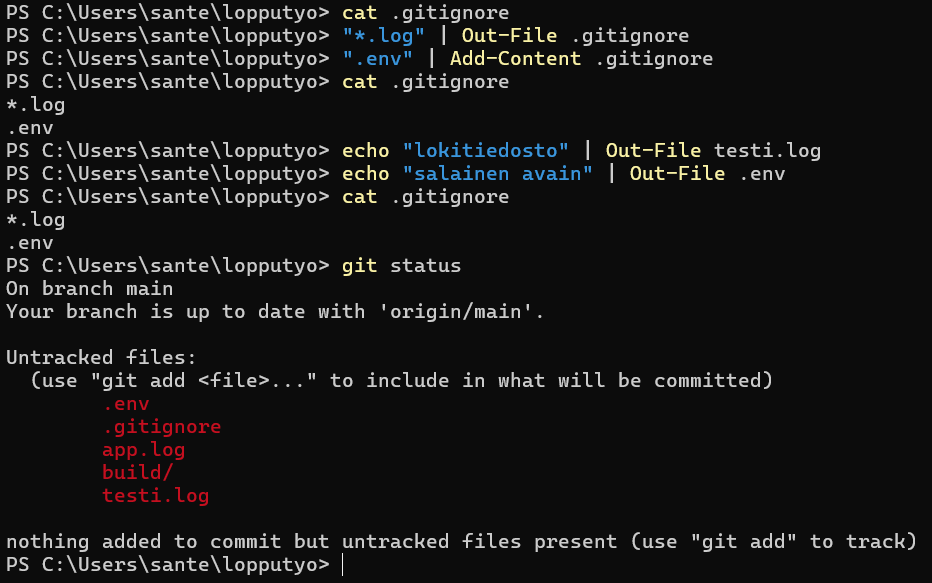 PS C:\Users\sante\lopputyo> cat .gitignore
PS C:\Users\sante\lopputyo> "*.log" | Out-File .gitignore
PS C:\Users\sante\lopputyo> ".env" | Add-Content .gitignore
PS C:\Users\sante\lopputyo> cat .gitignore
*.log
.env
PS C:\Users\sante\lopputyo> echo "lokitiedosto" | Out-File testi.log
PS C:\Users\sante\lopputyo> echo "salainen avain" | Out-File .env
PS C:\Users\sante\lopputyo> cat .gitignore
*.log
.env
PS C:\Users\sante\lopputyo> git status
On branch main
Your branch is up to date with 'origin/main'.

Untracked files:
  (use "git add <file>..." to include in what will be committed)
        .env
        .gitignore
        app.log
        build/
        testi.log

nothing added to commit but untracked files present (use "git add" to track)
PS C:\Users\sante\lopputyo>